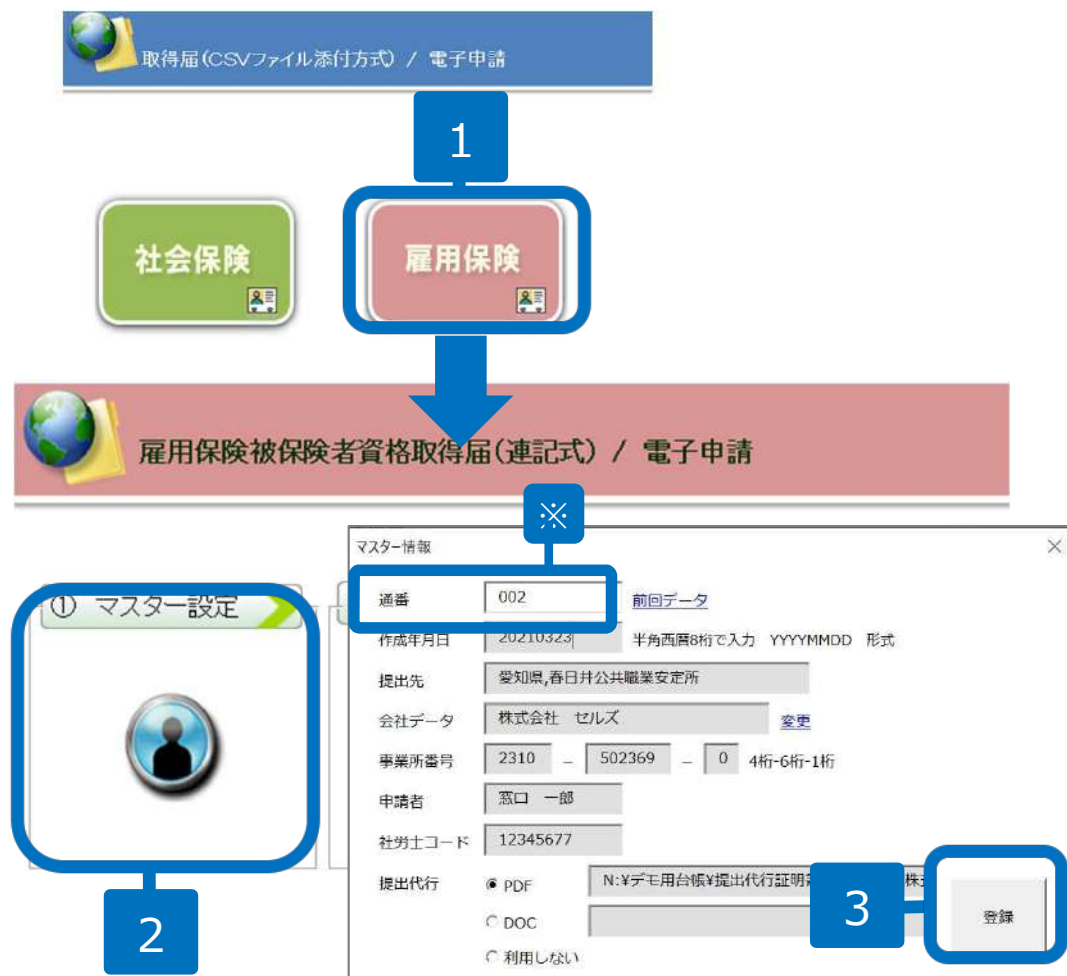 取得届(CSVファイル添付方式) / 電子申請
1
社会保険
雇用保険
雇用保険被保険者資格取得届(連記式) / 電子申請
※
マスター情報
① マスター設定
通番 002 前回データ
作成年月日 20210323 半角西暦8桁で入力 YYYYMMDD 形式
提出先 愛知県,春日井公共職業安定所
会社データ 株式会社 セルズ 変更
事業所番号 2310 - 502369 - 0 4桁-6桁-1桁
申請者 窓口 一郎
社労士コード 12345677
提出代行 PDF N:¥デモ用台帳¥提出代行証明
DOC
利用しない
2
3
登録